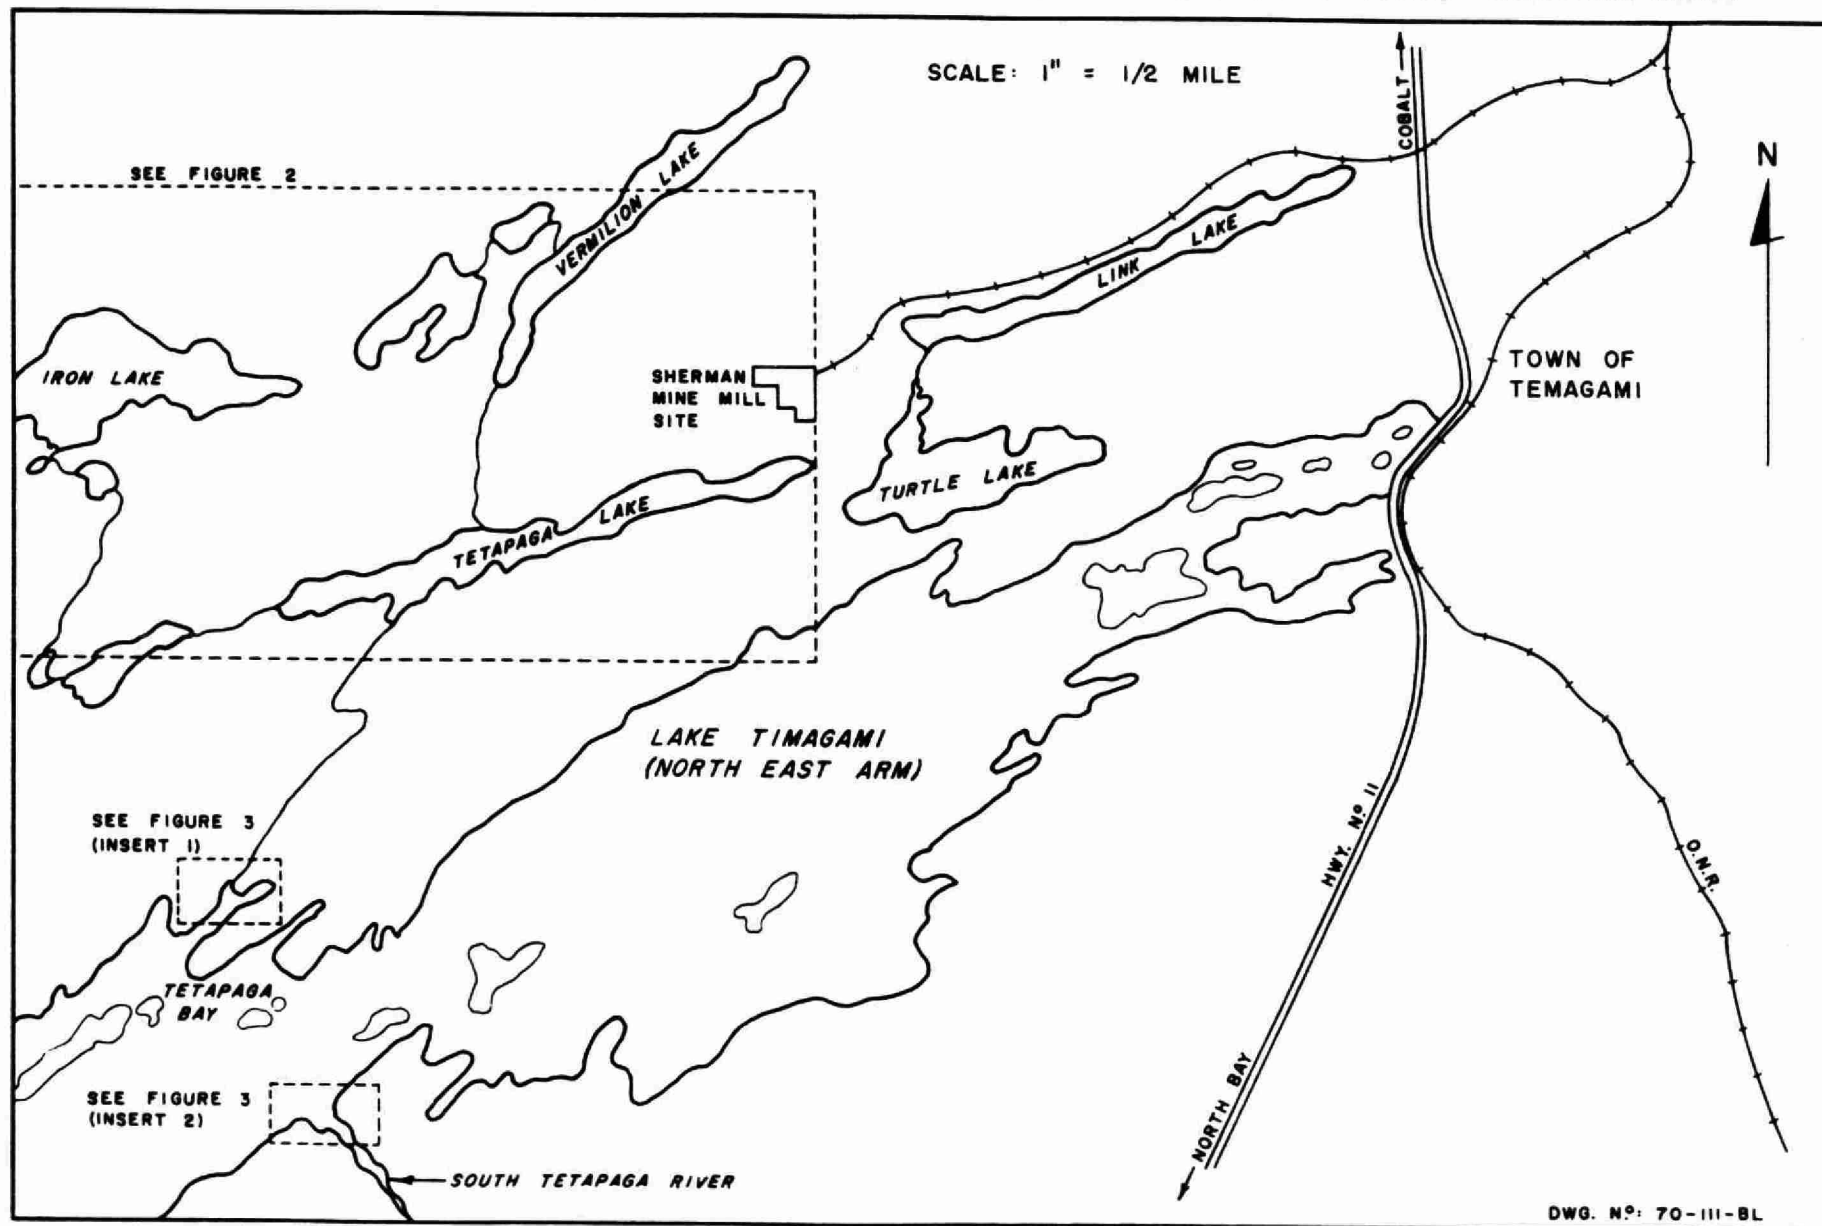 SCALE: 1" = 1/2 MILE
COBALT
N
SEE FIGURE 2
VERMILION LAKE
LINK LAKE
IRON LAKE
SHERMAN
MINE MILL
SITE
TOWN OF
TEMAGAMI
TURTLE LAKE
TETAPAGA LAKE
LAKE TIMAGAMI
(NORTH EAST ARM)
SEE FIGURE 3
(INSERT 1)
HWY. Nº 11
O.N.R.
TETAPAGA
BAY
SEE FIGURE 3
(INSERT 2)
NORTH BAY
SOUTH TETAPAGA RIVER
DWG. Nº: 70-111-BL